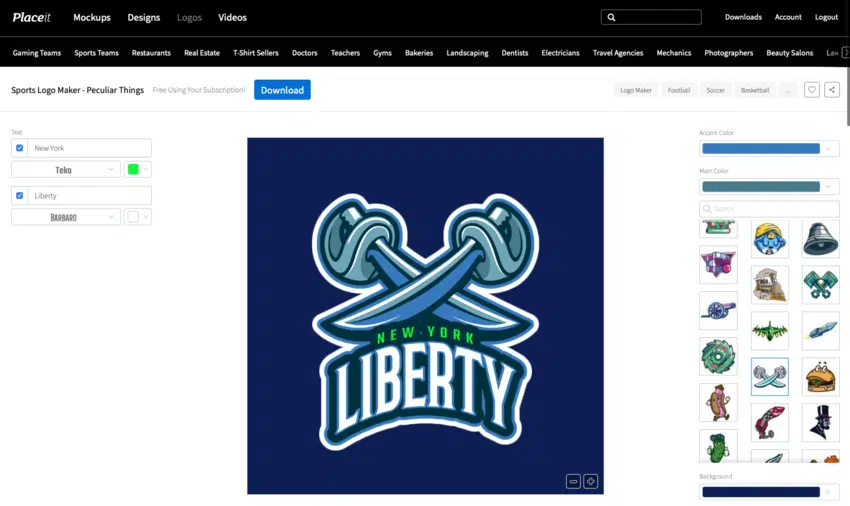 Placeit Mockups Designs Logos Videos Downloads Account Logout
Gaming Teams Sports Teams Restaurants Real Estate T-Shirt Sellers Doctors Teachers Gyms Bakeries Landscaping Dentists Electricians Travel Agencies Mechanics Photographers Beauty Salons Law
Sports Logo Maker - Peculiar Things Free Using Your Subscription! Download Logo Maker Football Soccer Basketball ...
Text
New York
Teko
Liberty
Barbaro
NEW YORK
LIBERTY
Accent Color
Main Color
Search
Background